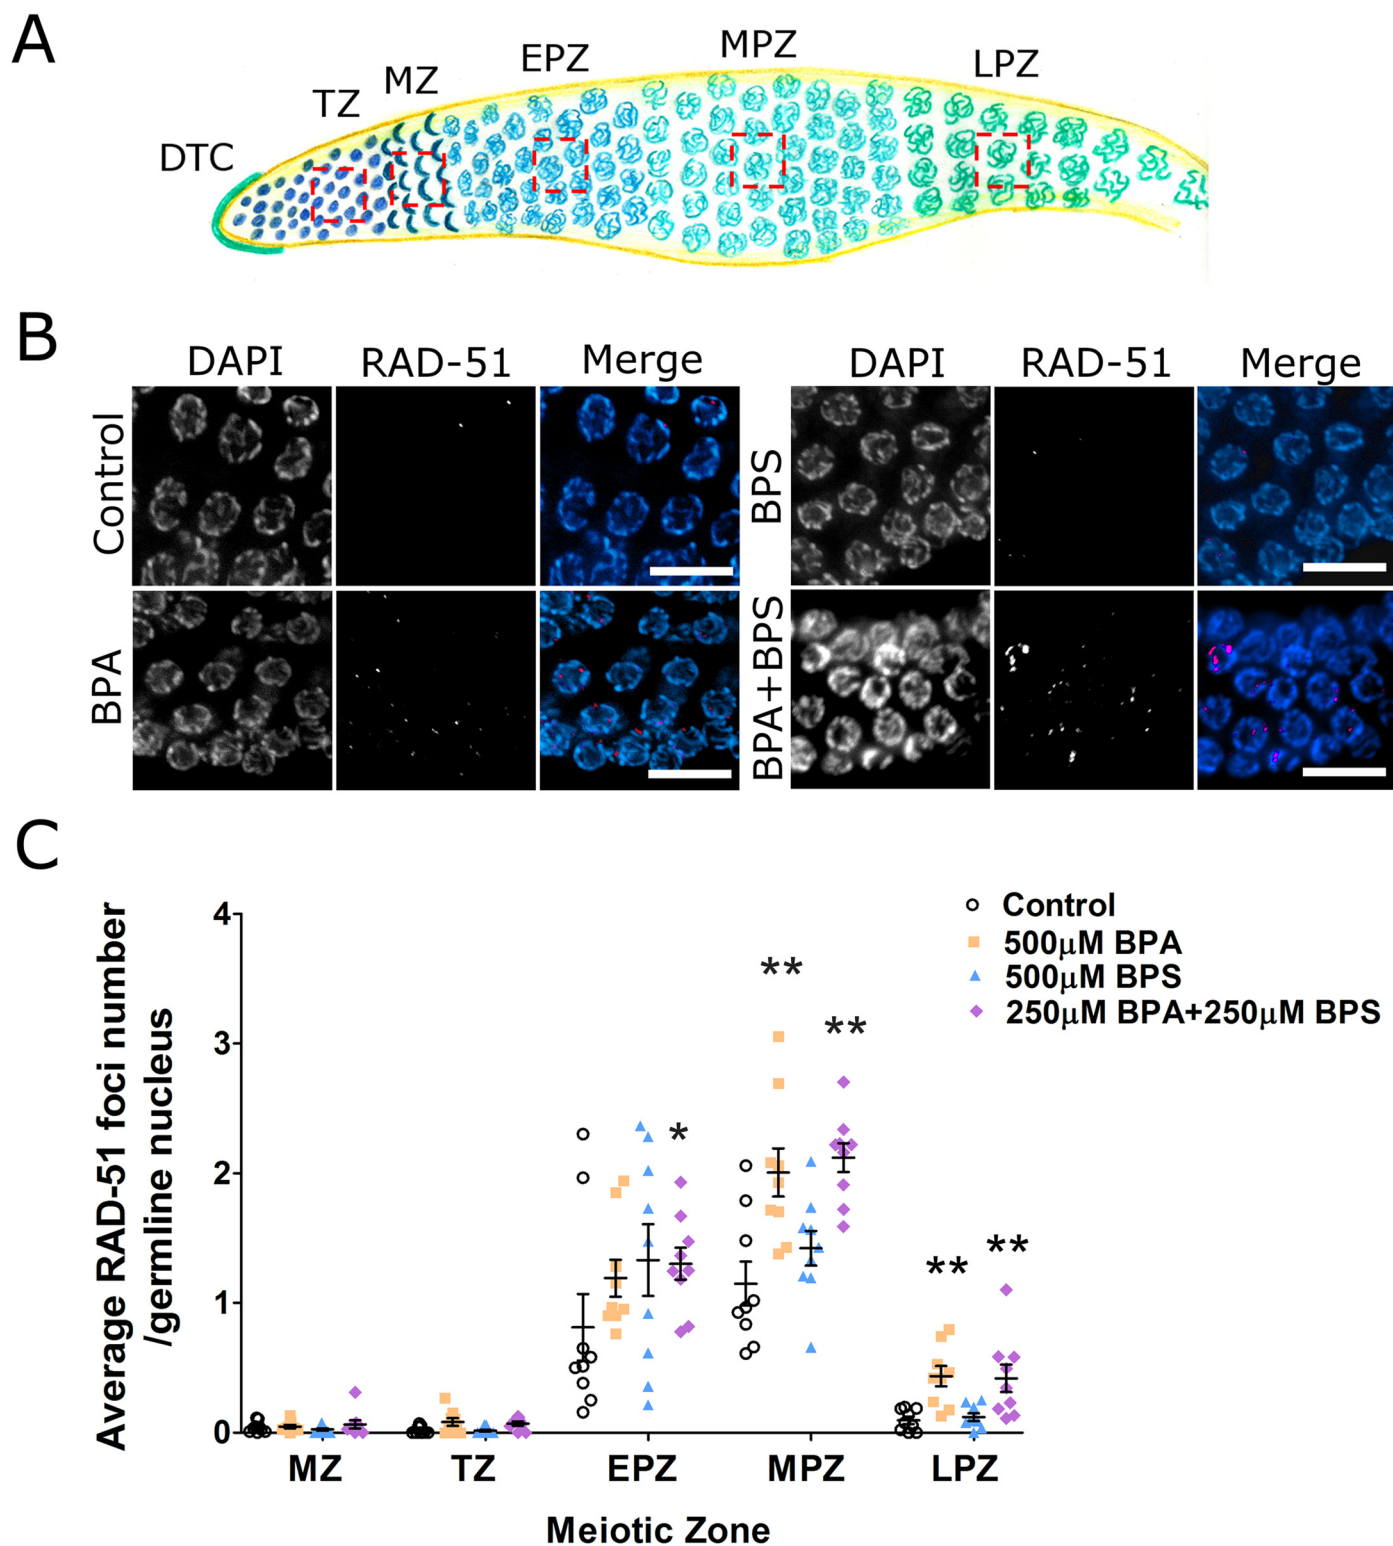 A
DTC
TZ
MZ
EPZ
MPZ
LPZ
B
DAPI RAD-51 Merge DAPI RAD-51 Merge
Control
BPS
BPA
BPA+BPS
C
Average RAD-51 foci number
/germline nucleus
4
3
2
1
0
** ** * ** **
Control
500μM BPA
500μM BPS
250μM BPA+250μM BPS
MZ TZ EPZ MPZ LPZ
Meiotic Zone